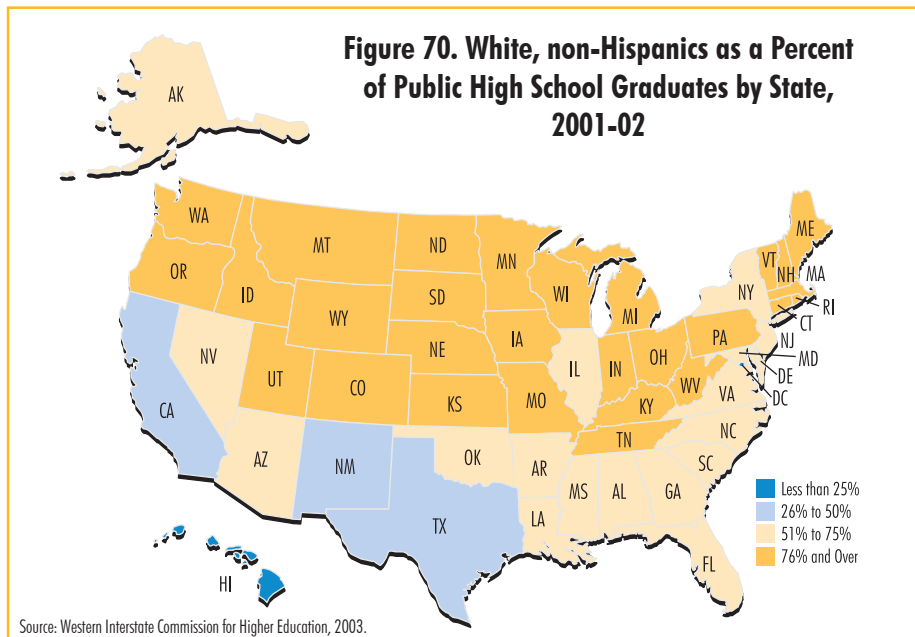 Figure 70. White, non-Hispanics as a Percent
of Public High School Graduates by State,
2001-02
AK
WA
MT
ND
MN
ME
VT
NH
MA
OR
ID
SD
WI
NY
RI
WY
MI
CT
IA
PA
NJ
NE
OH
MD
NV
IL
IN
DE
UT
CO
WV
VA
DC
CA
KS
MO
KY
NC
TN
AZ
NM
OK
AR
SC
MS
AL
GA
TX
LA
FL
HI
Less than 25%
26% to 50%
51% to 75%
76% and Over
Source: Western Interstate Commission for Higher Education, 2003.